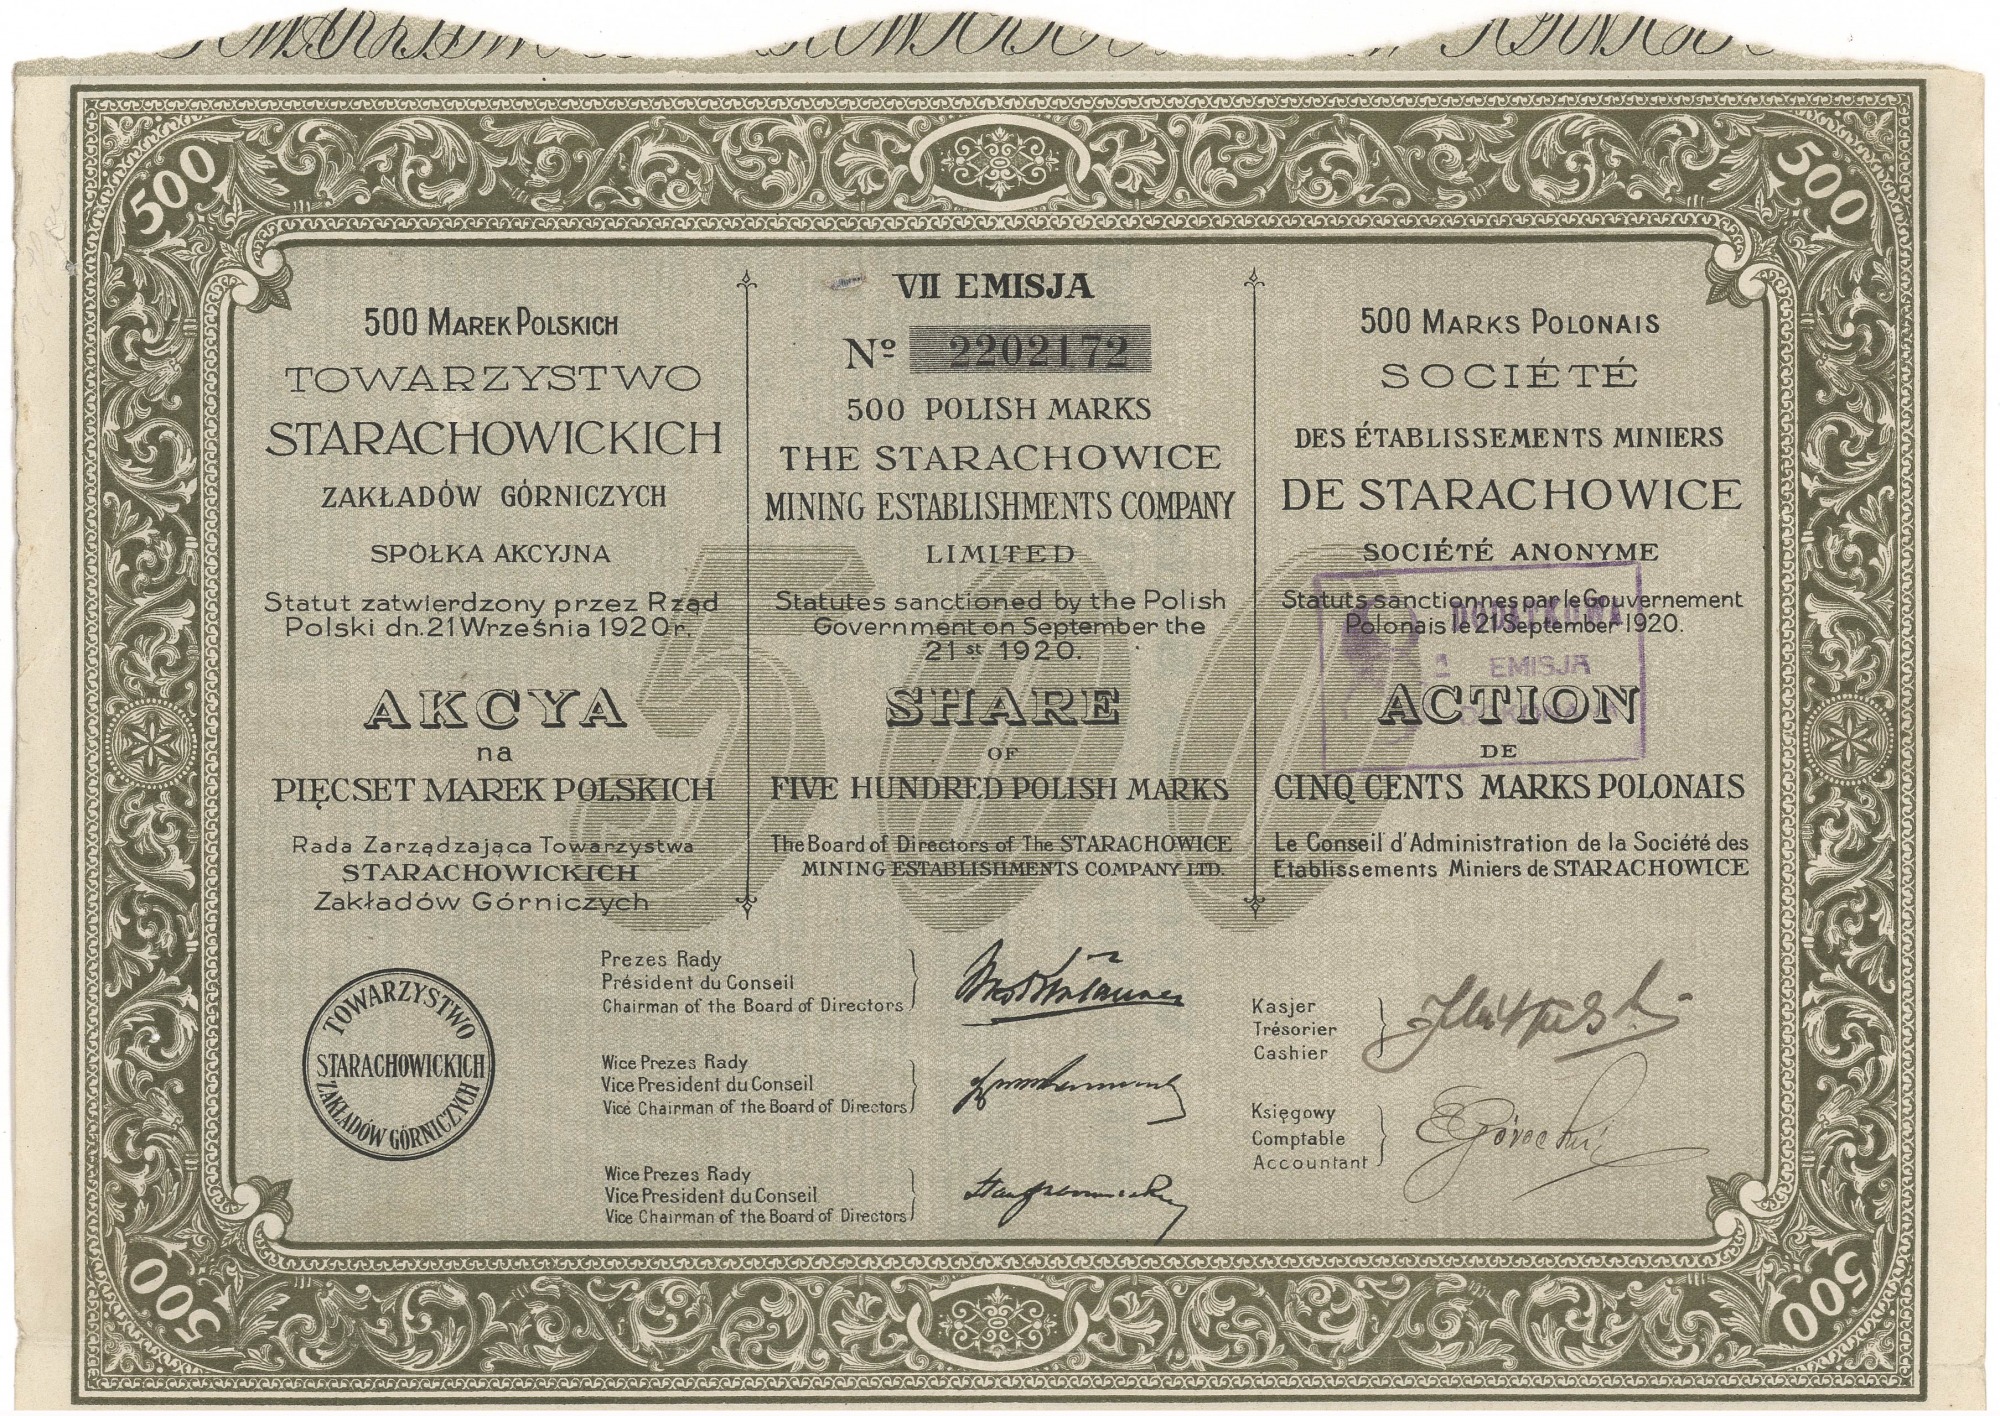 500
500
500 MAREK POLSKICH
TOWARZYSTWO
STARACHOWICKICH
ZAKŁADÓW GÓRNICZYCH
SPÓŁKA AKCYJNA
Statut zatwierdzony przez Rząd
Polski dn. 21 Września 1920 r.
AKCYA
na
PIĘCSET MAREK POLSKICH
Rada Zarządzająca Towarzystwa
STARACHOWICKICH
Zakładów Górniczych
VII EMISJA
Nº 2202172
500 POLISH MARKS
THE STARACHOWICE
MINING ESTABLISHMENTS COMPANY
LIMITED
Statutes sanctioned by the Polish
Government on September the
21 st 1920.
SHARE
OF
FIVE HUNDRED POLISH MARKS
The Board of Directors of The STARACHOWICE
MINING ESTABLISHMENTS COMPANY LTD.
500 MARKS POLONAIS
SOCIÉTÉ
DES ÉTABLISSEMENTS MINIERS
DE STARACHOWICE
SOCIÉTÉ ANONYME
Statuts sanctionnes par le Gouvernement
Polonais le 21 September 1920.
DODATKOWA
1 EMISJA
ACTION
DE
CINQ CENTS MARKS POLONAIS
Le Conseil d'Administration de la Société des
Etablissements Miniers de STARACHOWICE
500
TOWARZYSTWO
STARACHOWICKICH
ZAKŁADÓW GÓRNICZYCH
Prezes Rady
Président du Conseil
Chairman of the Board of Directors
Wice Prezes Rady
Vice President du Conseil
Vice Chairman of the Board of Directors
Wice Prezes Rady
Vice President du Conseil
Vice Chairman of the Board of Directors
Kasjer
Trésorier
Cashier
Księgowy
Comptable
Accountant
500
500